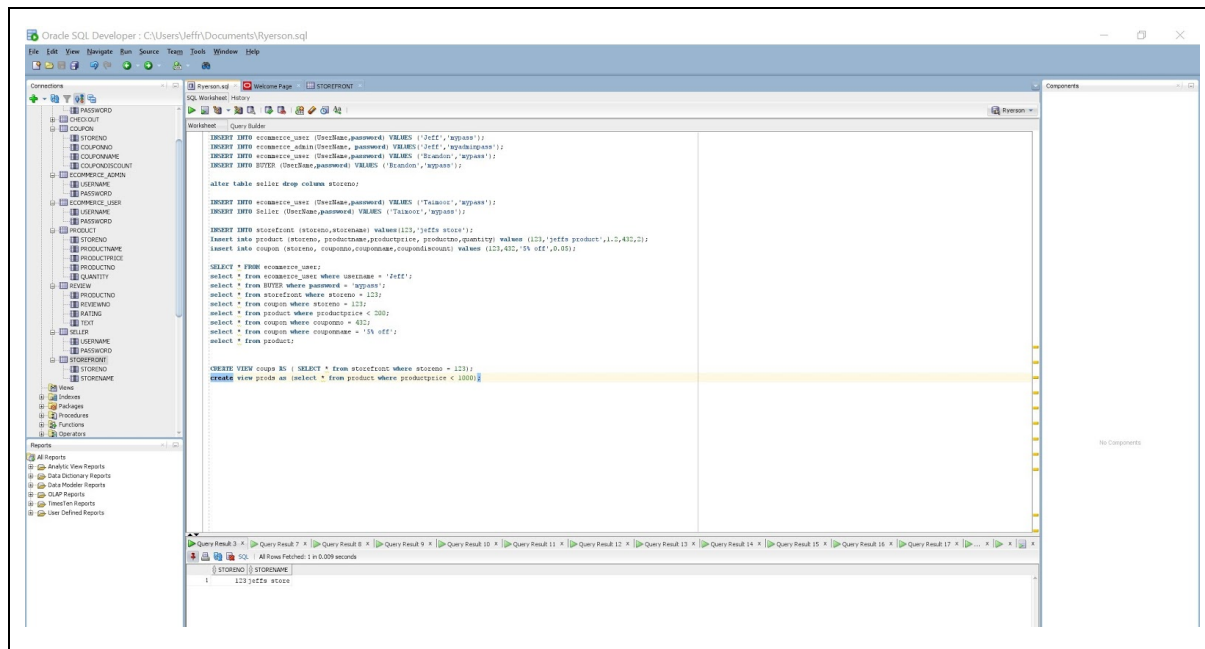 Oracle SQL Developer : C:\Users\Jeffr\Documents\Ryerson.sql
File Edit View Navigate Run Source Team Tools Window Help
Connections
PASSWORD
CHECKOUT
COUPON
STORENO
COUPONNO
COUPONNAME
COUPONDISCOUNT
ECOMMERCE_ADMIN
USERNAME
PASSWORD
ECOMMERCE_USER
USERNAME
PASSWORD
PRODUCT
STORENO
PRODUCTNAME
PRODUCTPRICE
PRODUCTNO
QUANTITY
REVIEW
PRODUCTNO
REVIEWNO
RATING
TEXT
SELLER
USERNAME
PASSWORD
STOREFRONT
STORENO
STORENAME
Views
Indexes
Packages
Procedures
Functions
Operators
Reports
All Reports
Analytic View Reports
Data Dictionary Reports
Data Modeler Reports
OLAP Reports
TimesTen Reports
User Defined Reports
Ryerson.sql Welcome Page STOREFRONT
SQL Worksheet History
Ryerson
Worksheet Query Builder
INSERT INTO ecommerce_user (UserName,password) VALUES ('Jeff','mypass');
INSERT INTO ecommerce_admin(UserName, password) VALUES('Jeff','myadminpass');
INSERT INTO ecommerce_user (UserName,password) VALUES ('Brandon','mypass');
INSERT INTO BUYER (UserName,password) VALUES ('Brandon','mypass');
alter table seller drop column storeno;
INSERT INTO ecommerce_user (UserName,password) VALUES ('Taimoor','mypass');
INSERT INTO Seller (UserName,password) VALUES ('Taimoor','mypass');
INSERT INTO storefront (storeno,storename) values(123,'jeffs store');
Insert into product (storeno, productname,productprice, productno,quantity) values (123,'jeffs product',1.2,432,2);
insert into coupon (storeno, couponno,couponname,coupondiscount) values (123,432,'5% off',0.05);
SELECT * FROM ecommerce_user;
select * from ecommerce_user where username = 'Jeff';
select * from BUYER where password = 'mypass';
select * from storefront where storeno = 123;
select * from coupon where storeno = 123;
select * from product where productprice < 200;
select * from coupon where couponno = 432;
select * from coupon where couponname = '5% off';
select * from product;
CREATE VIEW coups AS ( SELECT * from storefront where storeno = 123);
create view prods as (select * from product where productprice < 1000);
Query Result 3 x Query Result 7 x Query Result 8 x Query Result 9 x Query Result 10 x Query Result 11 x Query Result 12 x Query Result 13 x Query Result 14 x Query Result 15 x Query Result 16 x Query Result 17 x ... x
SQL | All Rows Fetched: 1 in 0.009 seconds
STORENO STORENAME
1 123 jeffs store
Components
No Components